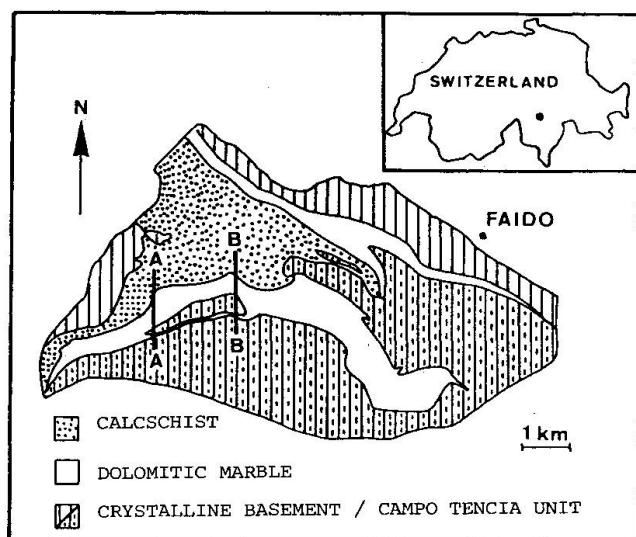 SWITZERLAND
N
FAIDO
A
B
A
B
CALCSCHIST
1 km
DOLOMITIC MARBLE
CRYSTALLINE BASEMENT / CAMPO TENCIA UNIT